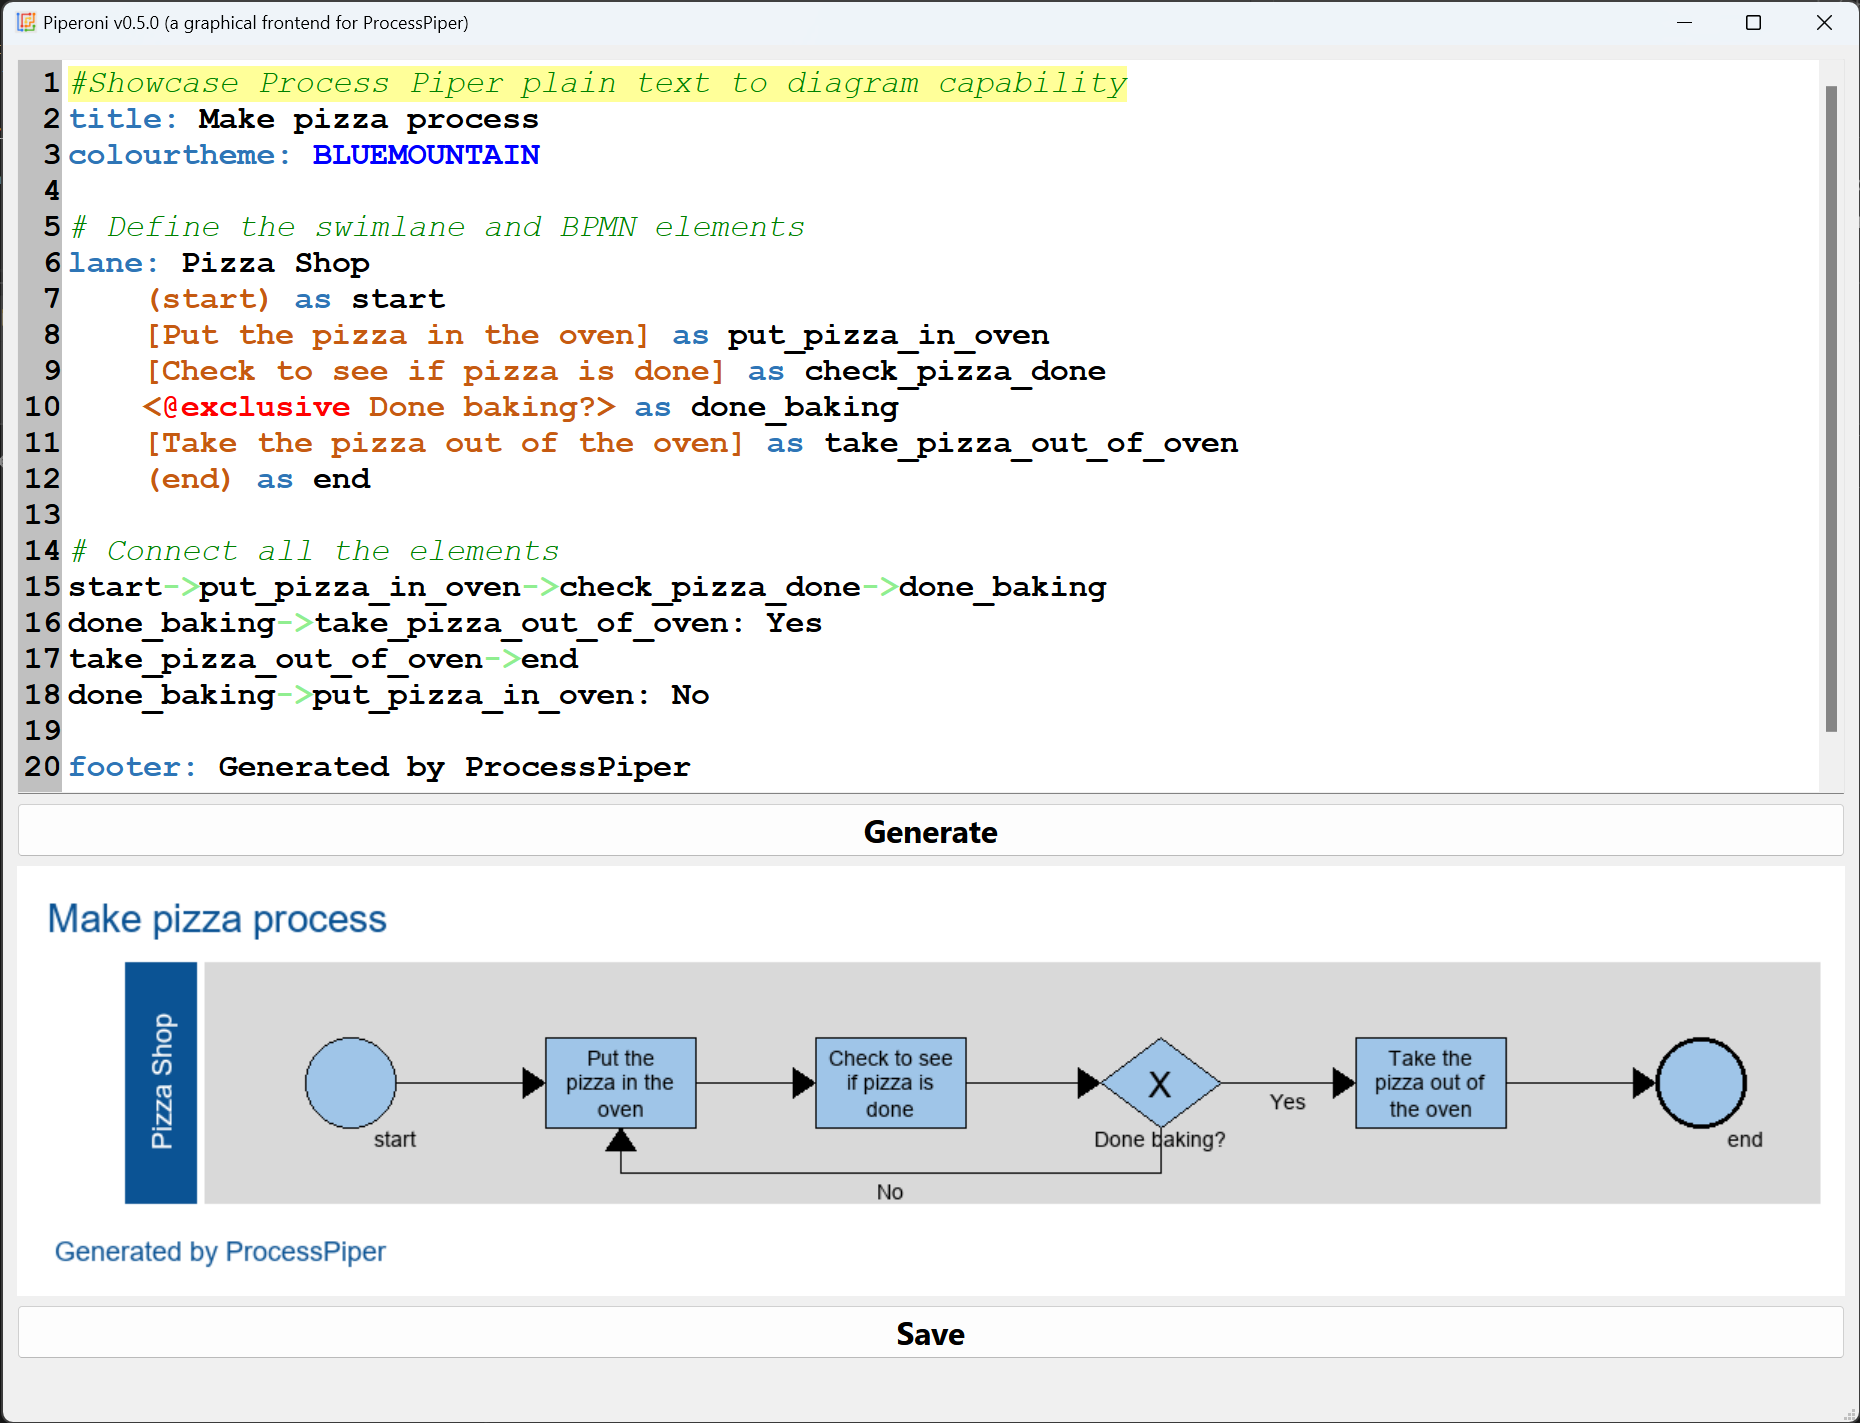 Piperoni v0.5.0 (a graphical frontend for ProcessPiper)
1 #Showcase Process Piper plain text to diagram capability
2 title: Make pizza process
3 colourtheme: BLUEMOUNTAIN
4
5 # Define the swimlane and BPMN elements
6 lane: Pizza Shop
7 (start) as start
8 [Put the pizza in the oven] as put_pizza_in_oven
9 [Check to see if pizza is done] as check_pizza_done
10 <@exclusive Done baking?> as done_baking
11 [Take the pizza out of the oven] as take_pizza_out_of_oven
12 (end) as end
13
14 # Connect all the elements
15 start->put_pizza_in_oven->check_pizza_done->done_baking
16 done_baking->take_pizza_out_of_oven: Yes
17 take_pizza_out_of_oven->end
18 done_baking->put_pizza_in_oven: No
19
20 footer: Generated by ProcessPiper
Generate
Make pizza process
Pizza Shop
start
Put the
pizza in the
oven
Check to see
if pizza is
done
X
Done baking?
Yes
No
Take the
pizza out of
the oven
end
Generated by ProcessPiper
Save